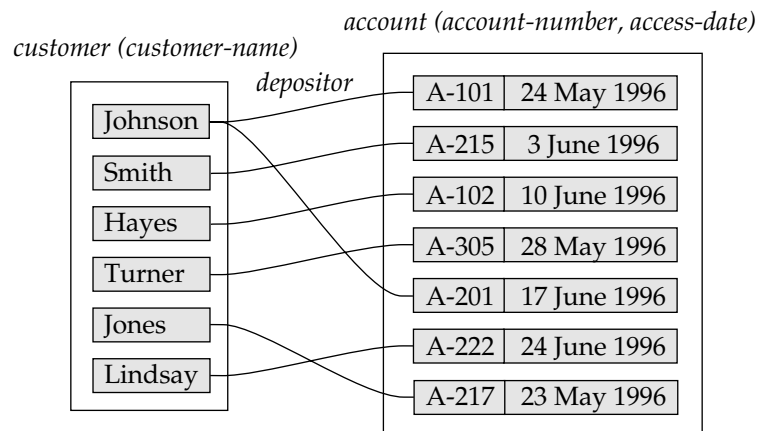 account (account-number, access-date)
customer (customer-name)
depositor
Johnson
Smith
Hayes
Turner
Jones
Lindsay
A-101 24 May 1996
A-215 3 June 1996
A-102 10 June 1996
A-305 28 May 1996
A-201 17 June 1996
A-222 24 June 1996
A-217 23 May 1996